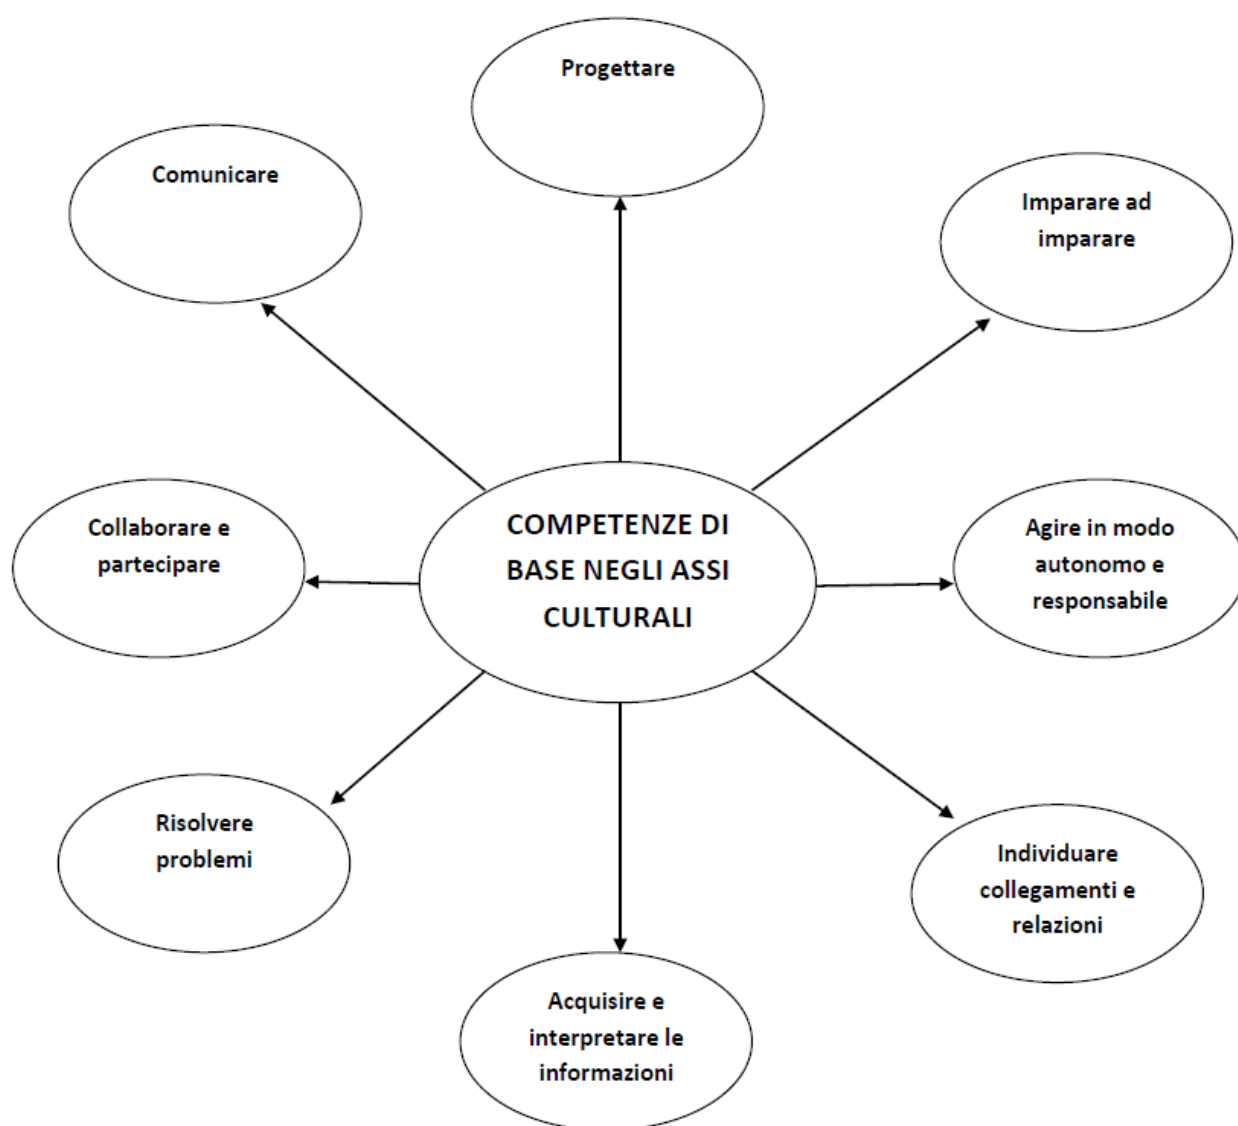 Progettare
Comunicare
Imparare ad
imparare
Collaborare e
partecipare
COMPETENZE DI
BASE NEGLI ASSI
CULTURALI
Agire in modo
autonomo e
responsabile
Risolvere
problemi
Individuare
collegamenti e
relazioni
Acquisire e
interpretare le
informazioni